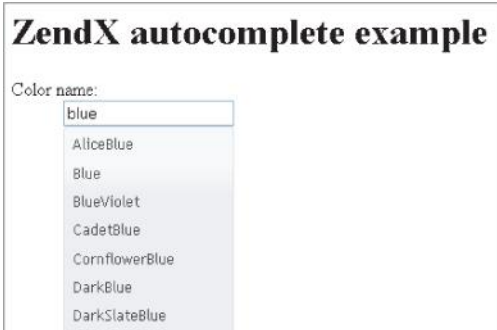 ZendX autocomplete example
Color name:
blue
AliceBlue
Blue
BlueViolet
CadetBlue
CornflowerBlue
DarkBlue
DarkSlateBlue